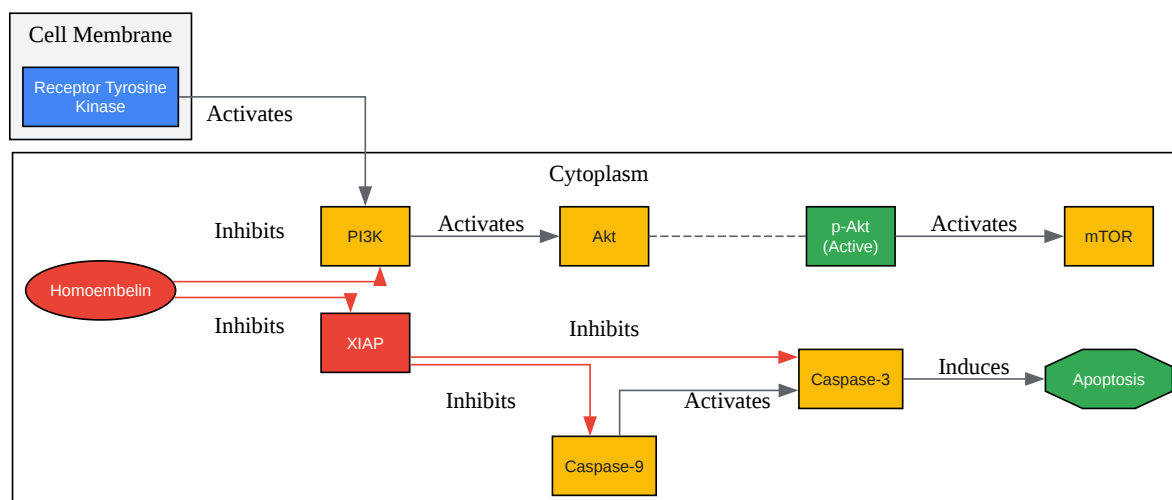 Cell Membrane
Receptor Tyrosine
Kinase
Activates
Cytoplasm
Inhibits
PI3K
Activates
Akt
p-Akt
(Active)
Activates
mTOR
Homoembelin
Inhibits
XIAP
Inhibits
Inhibits
Caspase-9
Activates
Caspase-3
Induces
Apoptosis